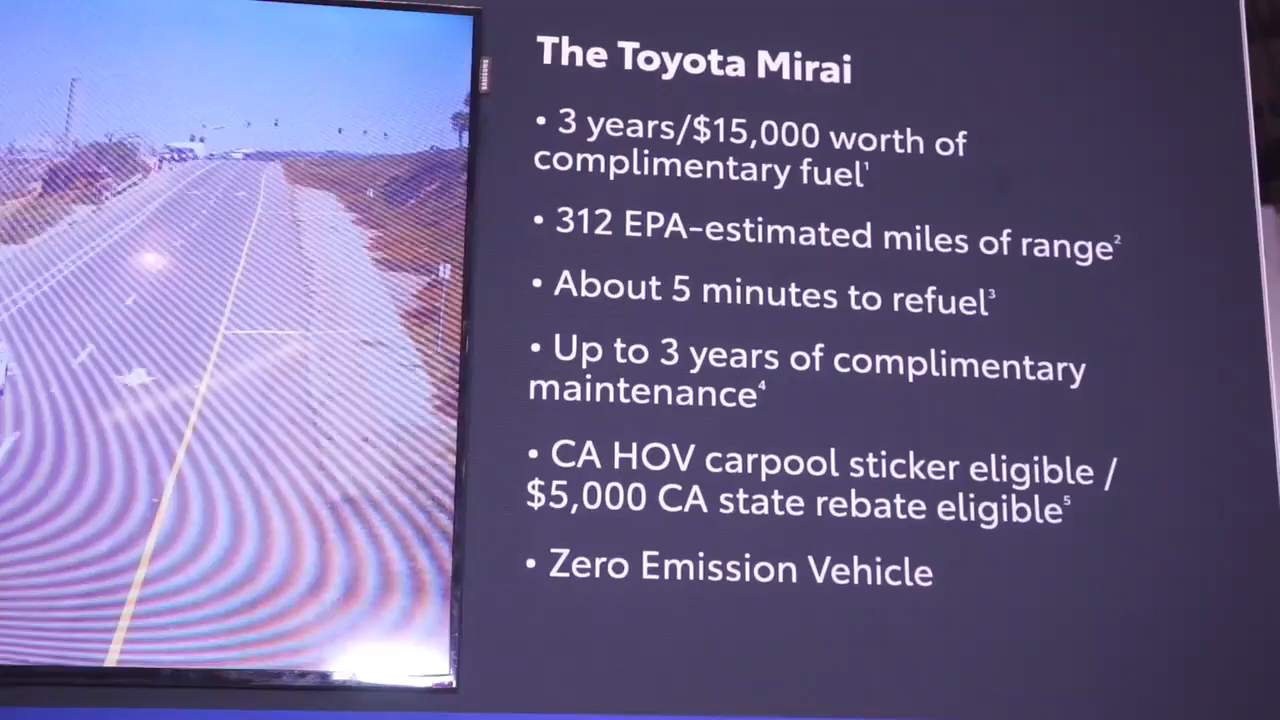 The Toyota Mirai
• 3 years/$15,000 worth of
complimentary fuel¹
• 312 EPA-estimated miles of range²
• About 5 minutes to refuel³
• Up to 3 years of complimentary
maintenance⁴
• CA HOV carpool sticker eligible /
$5,000 CA state rebate eligible⁵
• Zero Emission Vehicle
SAMSUNG